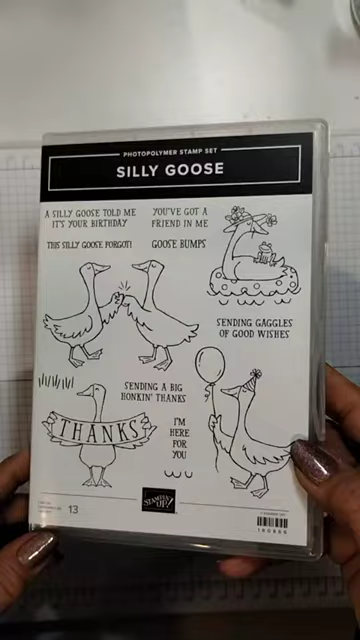 PHOTOPOLYMER STAMP SET
SILLY GOOSE
A SILLY GOOSE TOLD ME
IT'S YOUR BIRTHDAY
YOU'VE GOT A
FRIEND IN ME
THIS SILLY GOOSE FORGOT!
GOOSE BUMPS
SENDING GAGGLES
OF GOOD WISHES
SENDING A BIG
HONKIN' THANKS
THANKS
I'M
HERE
FOR
YOU
13
STAMPIN' UP!